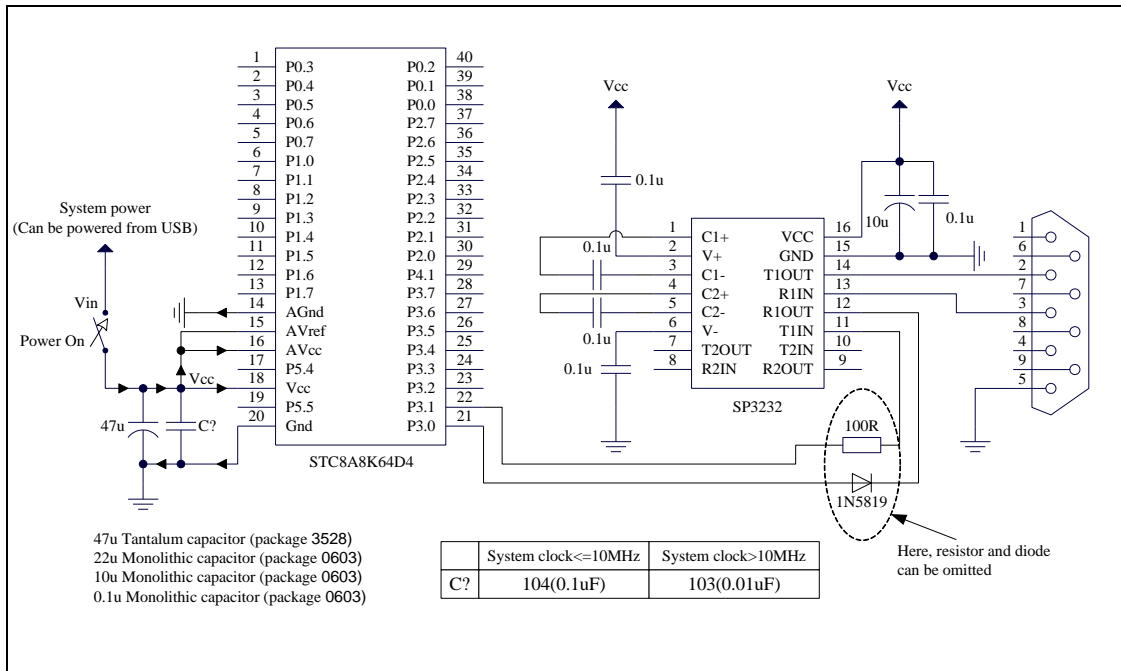 System power
(Can be powered from USB)
Vin
Power On
Vcc
47u
C?
1 P0.3 P0.2 40
2 P0.4 P0.1 39
3 P0.5 P0.0 38
4 P0.6 P2.7 37
5 P0.7 P2.6 36
6 P1.0 P2.5 35
7 P1.1 P2.4 34
8 P1.2 P2.3 33
9 P1.3 P2.2 32
10 P1.4 P2.1 31
11 P1.5 P2.0 30
12 P1.6 P4.1 29
13 P1.7 P3.7 28
14 AGnd P3.6 27
15 AVref P3.5 26
16 AVcc P3.4 25
17 P5.4 P3.3 24
18 Vcc P3.2 23
19 P5.5 P3.1 22
20 Gnd P3.0 21
STC8A8K64D4
Vcc
0.1u
0.1u
0.1u
0.1u
1 C1+ VCC 16
2 V+ GND 15
3 C1- T1OUT 14
4 C2+ R1IN 13
5 C2- R1OUT 12
6 V- T1IN 11
7 T2OUT T2IN 10
8 R2IN R2OUT 9
SP3232
Vcc
10u
0.1u
1
6
2
7
3
8
4
9
5
100R
1N5819
Here, resistor and diode
can be omitted
47u Tantalum capacitor (package 3528)
22u Monolithic capacitor (package 0603)
10u Monolithic capacitor (package 0603)
0.1u Monolithic capacitor (package 0603)
System clock<=10MHz System clock>10MHz
C? 104(0.1uF) 103(0.01uF)